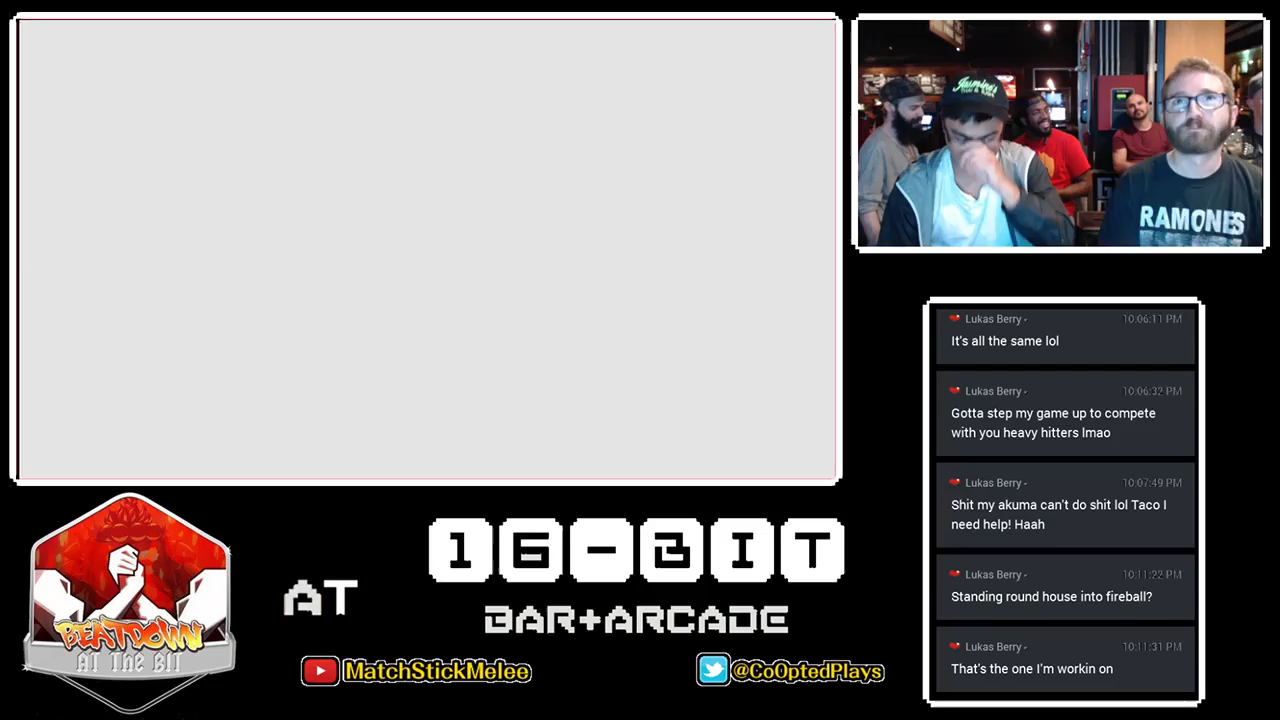 Jasmine's
RAMONES
Lukas Berry
10:06:11 PM
It's all the same lol
Lukas Berry
10:06:32 PM
Gotta step my game up to compete
with you heavy hitters lmao
Lukas Berry
10:07:49 PM
Shit my akuma can't do shit lol Taco I
need help! Haah
Lukas Berry
10:11:22 PM
Standing round house into fireball?
Lukas Berry
10:11:31 PM
That's the one I'm workin on
BEATDOWN
AT THE BIT
AT
16-BIT
BAR+ARCADE
MatchStickMelee
@CoOptedPlays